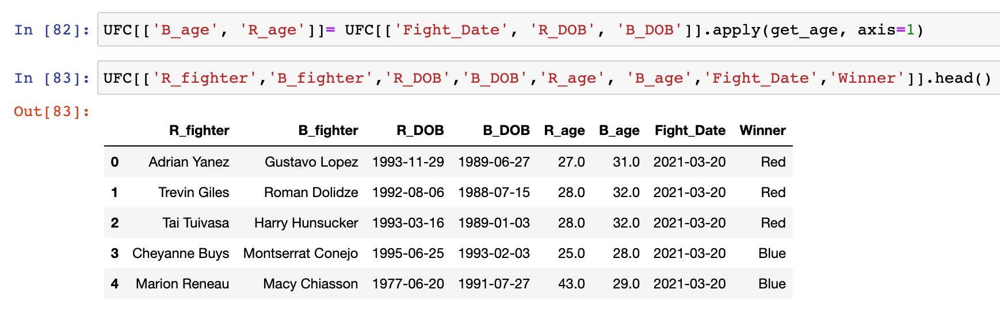 In [82]: UFC[['B_age', 'R_age']]= UFC[['Fight_Date', 'R_DOB', 'B_DOB']].apply(get_age, axis=1)
In [83]: UFC[['R_fighter','B_fighter','R_DOB','B_DOB','R_age', 'B_age','Fight_Date','Winner']].head()
Out[83]:
R_fighter B_fighter R_DOB B_DOB R_age B_age Fight_Date Winner
0 Adrian Yanez Gustavo Lopez 1993-11-29 1989-06-27 27.0 31.0 2021-03-20 Red
1 Trevin Giles Roman Dolidze 1992-08-06 1988-07-15 28.0 32.0 2021-03-20 Red
2 Tai Tuivasa Harry Hunsucker 1993-03-16 1989-01-03 28.0 32.0 2021-03-20 Red
3 Cheyanne Buys Montserrat Conejo 1995-06-25 1993-02-03 25.0 28.0 2021-03-20 Blue
4 Marion Reneau Macy Chiasson 1977-06-20 1991-07-27 43.0 29.0 2021-03-20 Blue